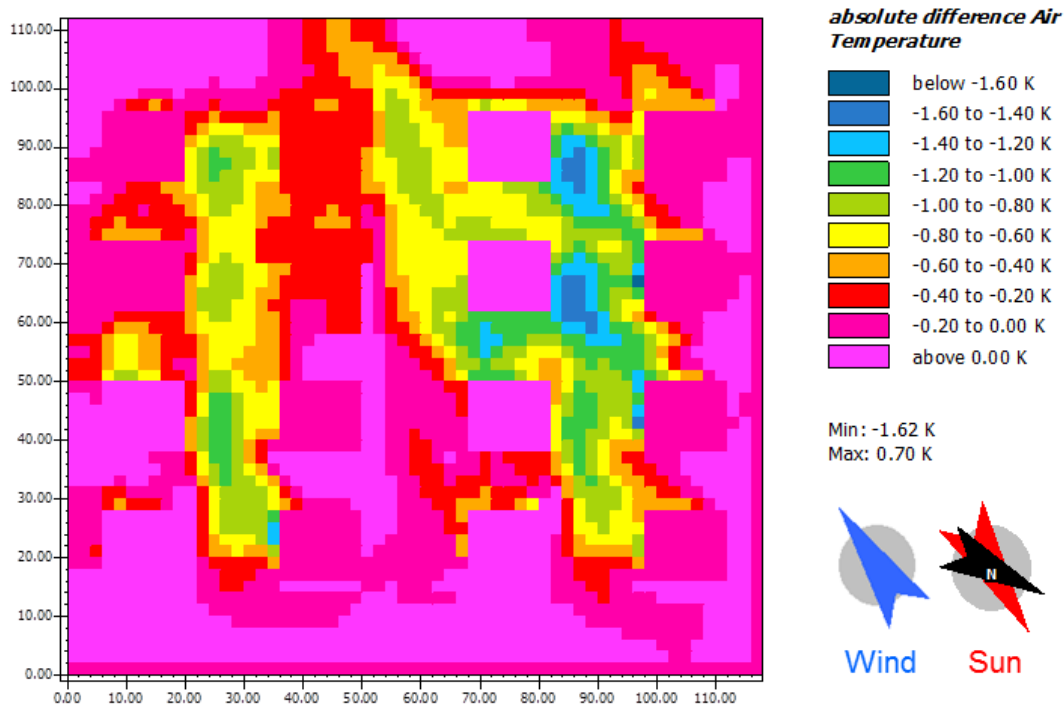 110.00
100.00
90.00
80.00
70.00
60.00
50.00
40.00
30.00
20.00
10.00
0.00
0.0 10.00 20.00 30.00 40.00 50.00 60.00 70.00 80.00 90.00 100.00 110.00
absolute difference Air
Temperature
below -1.60 K
-1.60 to -1.40 K
-1.40 to -1.20 K
-1.20 to -1.00 K
-1.00 to -0.80 K
-0.80 to -0.60 K
-0.60 to -0.40 K
-0.40 to -0.20 K
-0.20 to 0.00 K
above 0.00 K
Min: -1.62 K
Max: 0.70 K
N
Wind Sun